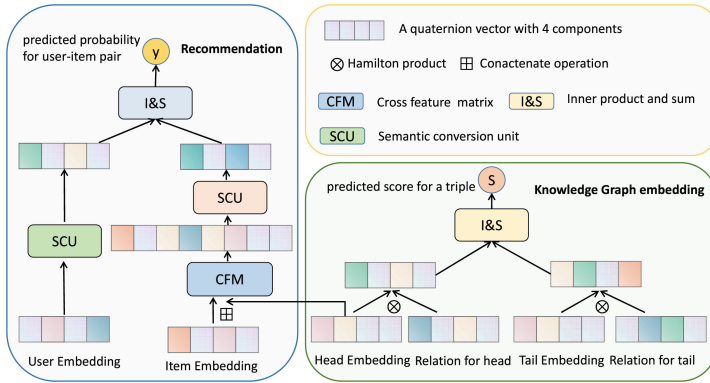 predicted probability
for user-item pair
y
Recommendation
I&S
SCU
SCU
CFM
User Embedding
Item Embedding
A quaternion vector with 4 components
Hamilton product
Conactenate operation
CFM
Cross feature matrix
I&S
Inner product and sum
SCU
Semantic conversion unit
predicted score for a triple
S
Knowledge Graph embedding
I&S
Head Embedding
Relation for head
Tail Embedding
Relation for tail